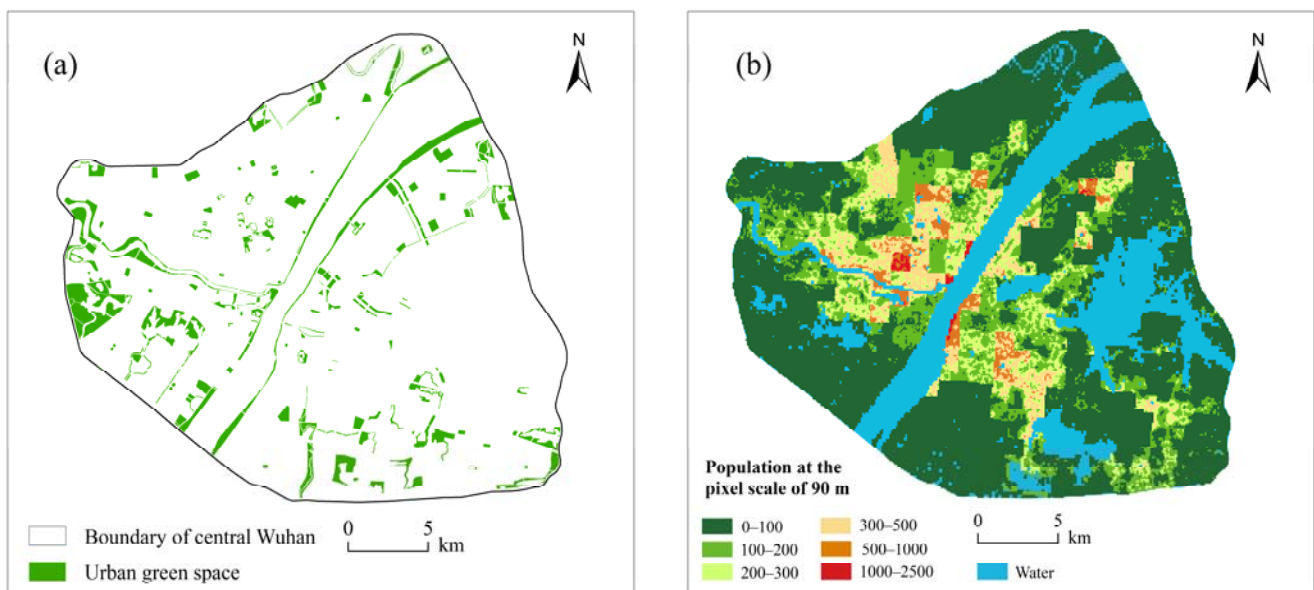 (a)
N
Boundary of central Wuhan
Urban green space
0 5
km
(b)
N
Population at the
pixel scale of 90 m
0–100
100–200
200–300
300–500
500–1000
1000–2500
0 5
km
Water